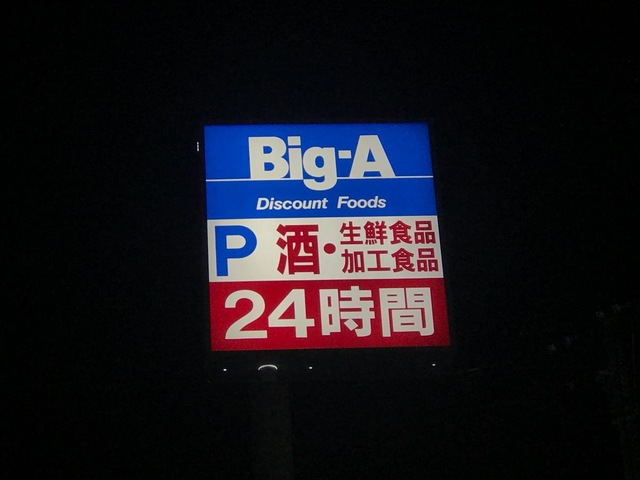 Big-A
Discount Foods
P 酒・生鮮食品
加工食品
24時間